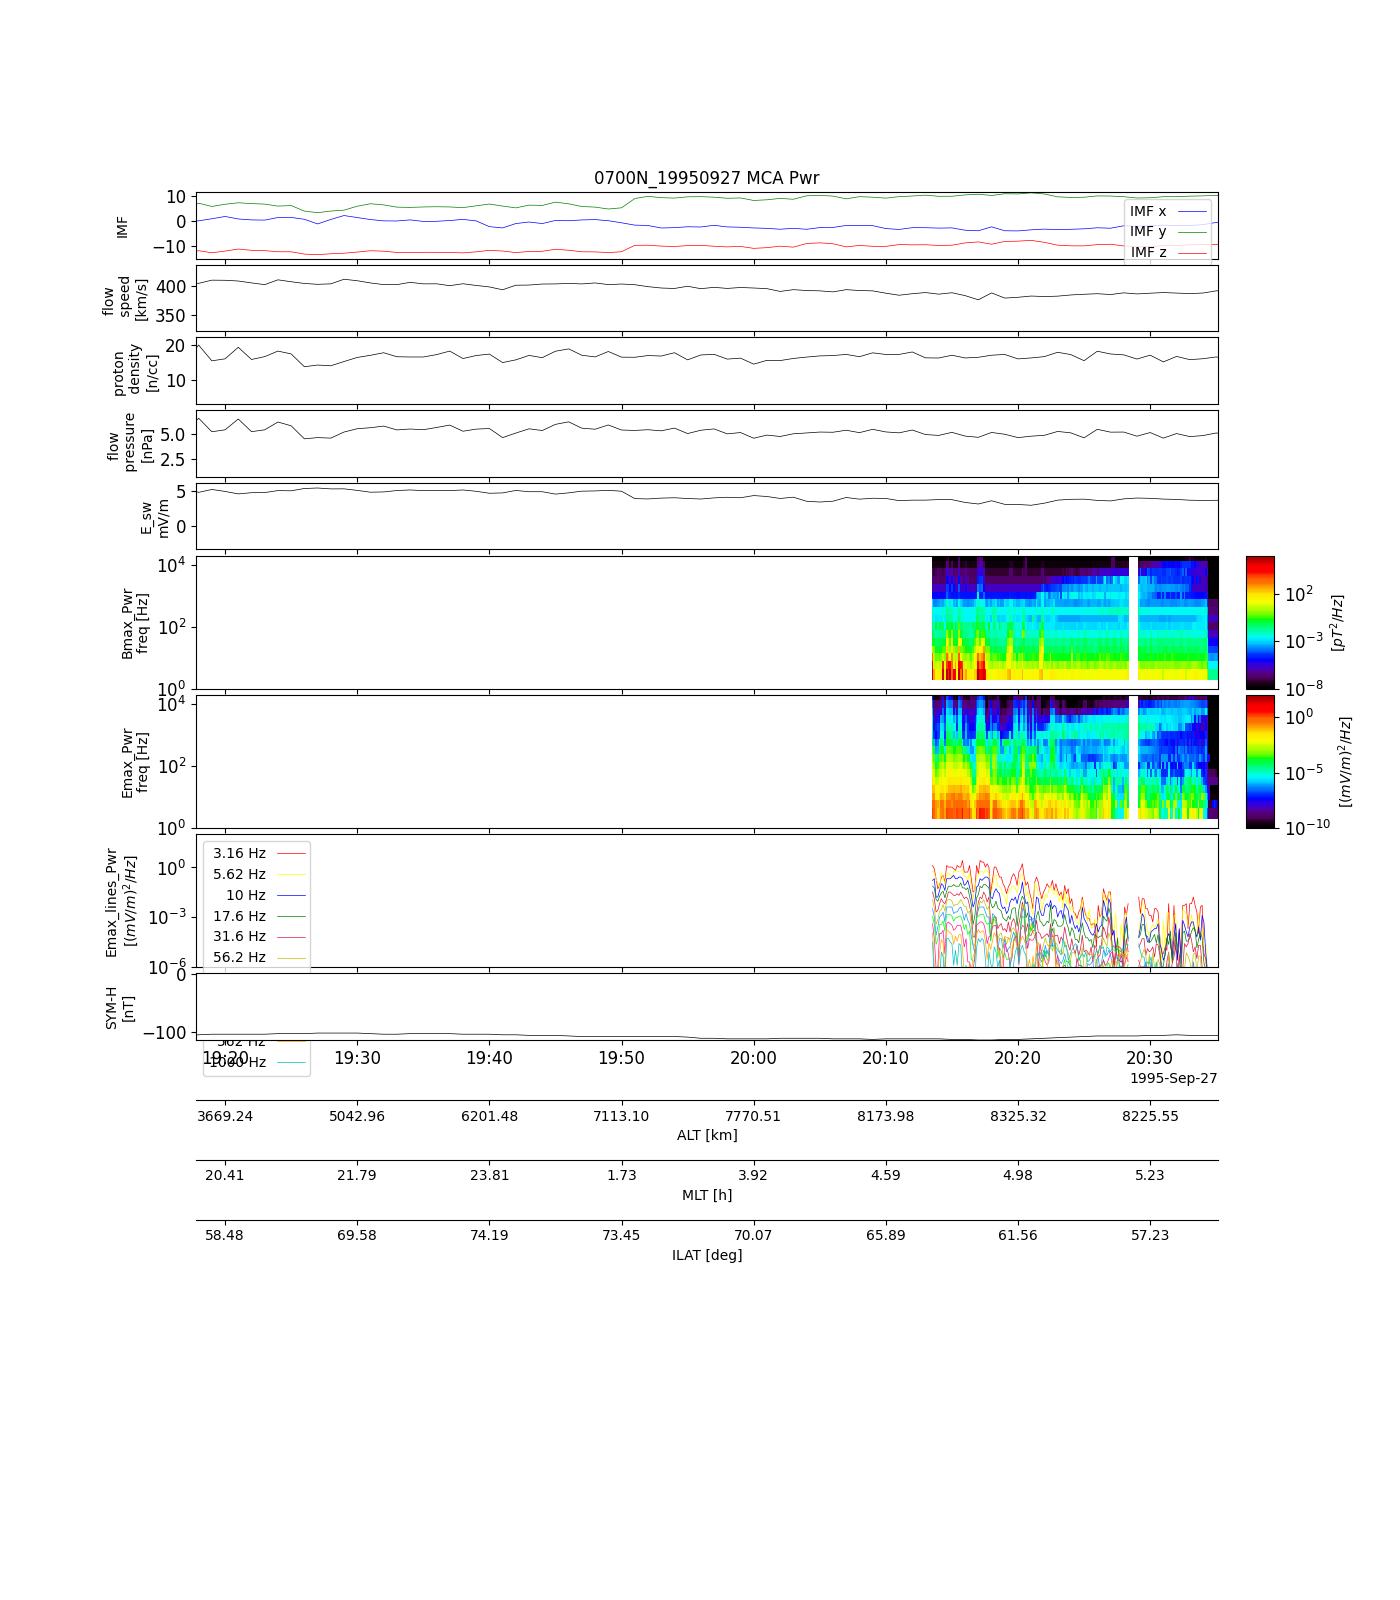 0700N_19950927 MCA Pwr
10
0
−10
IMF
IMF x
IMF y
IMF z
400
350
flow
speed
[km/s]
20
10
proton
density
[n/cc]
5.0
2.5
flow
pressure
[nPa]
5
0
E_sw
mV/m
10^4
10^2
10^0
Bmax_Pwr
freq [Hz]
10^2
10^−3
10^−8
[pT^2/Hz]
10^4
10^2
10^0
Emax_Pwr
freq [Hz]
10^0
10^−5
10^−10
[(mV/m)^2/Hz]
10^0
10^−3
10^−6
Emax_lines_Pwr
[(mV/m)^2/Hz]
3.16 Hz
5.62 Hz
10 Hz
17.6 Hz
31.6 Hz
56.2 Hz
0
−100
SYM-H
[nT]
562 Hz
1000 Hz
19:20 19:30 19:40 19:50 20:00 20:10 20:20 20:30
1995-Sep-27
3669.24 5042.96 6201.48 7113.10 7770.51 8173.98 8325.32 8225.55
ALT [km]
20.41 21.79 23.81 1.73 3.92 4.59 4.98 5.23
MLT [h]
58.48 69.58 74.19 73.45 70.07 65.89 61.56 57.23
ILAT [deg]